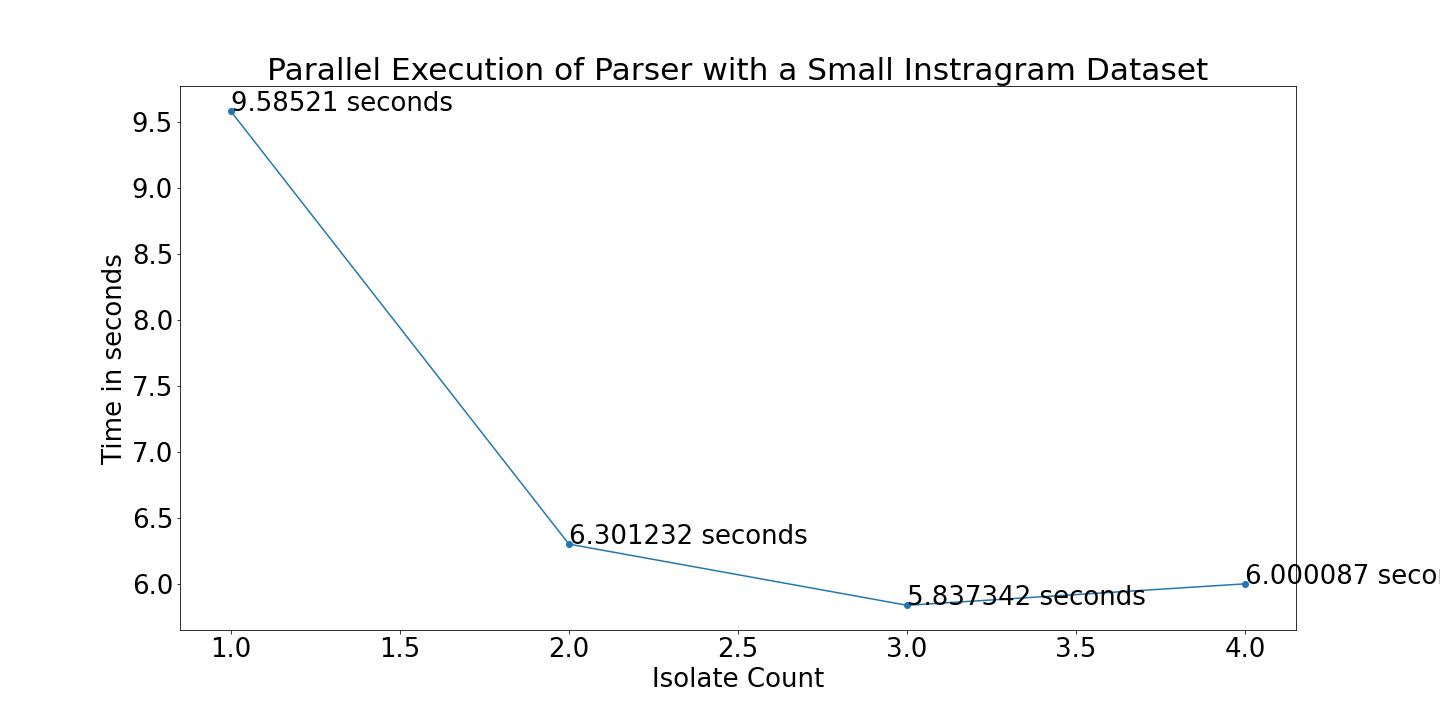 Parallel Execution of Parser with a Small Instragram Dataset
9.58521 seconds
9.5
9.0
8.5
8.0
7.5
7.0
6.5
6.0
Time in seconds
6.301232 seconds
5.837342 seconds
6.000087 secon
1.0 1.5 2.0 2.5 3.0 3.5 4.0
Isolate Count